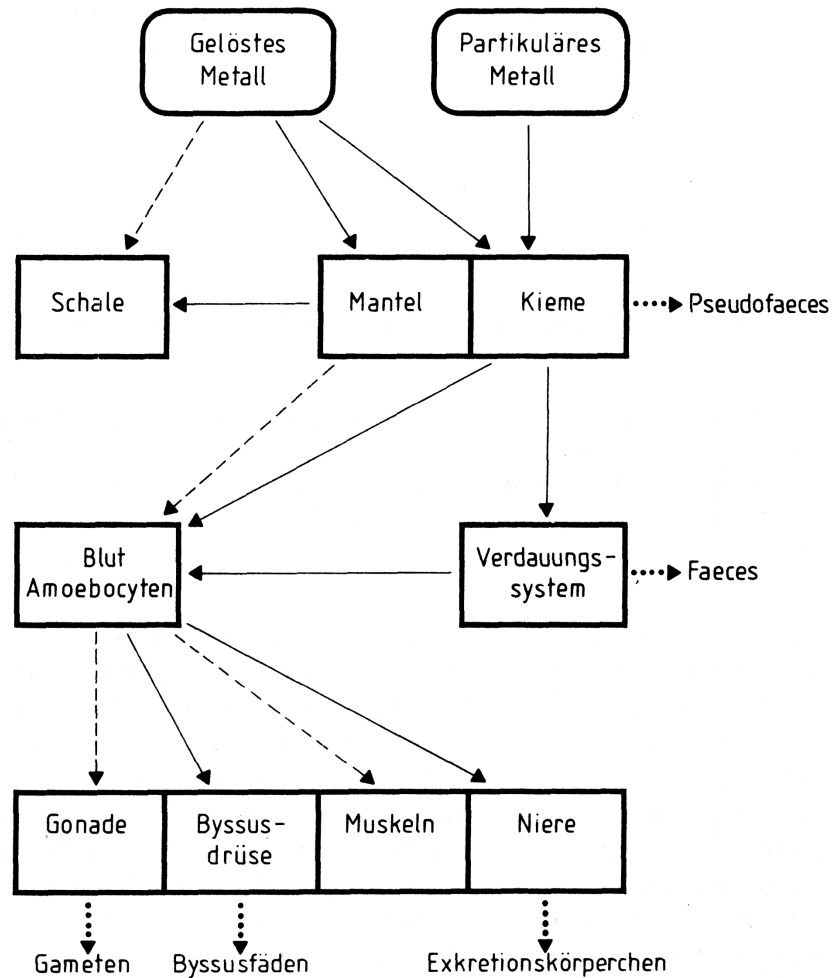 Gelöstes
Metall
Partikuläres
Metall
Schale
Mantel
Kieme
Pseudofaeces
Blut
Amoebocyten
Verdauungs-
system
Faeces
Gonade
Byssus-
drüse
Muskeln
Niere
Gameten
Byssusfäden
Exkretionskörperchen